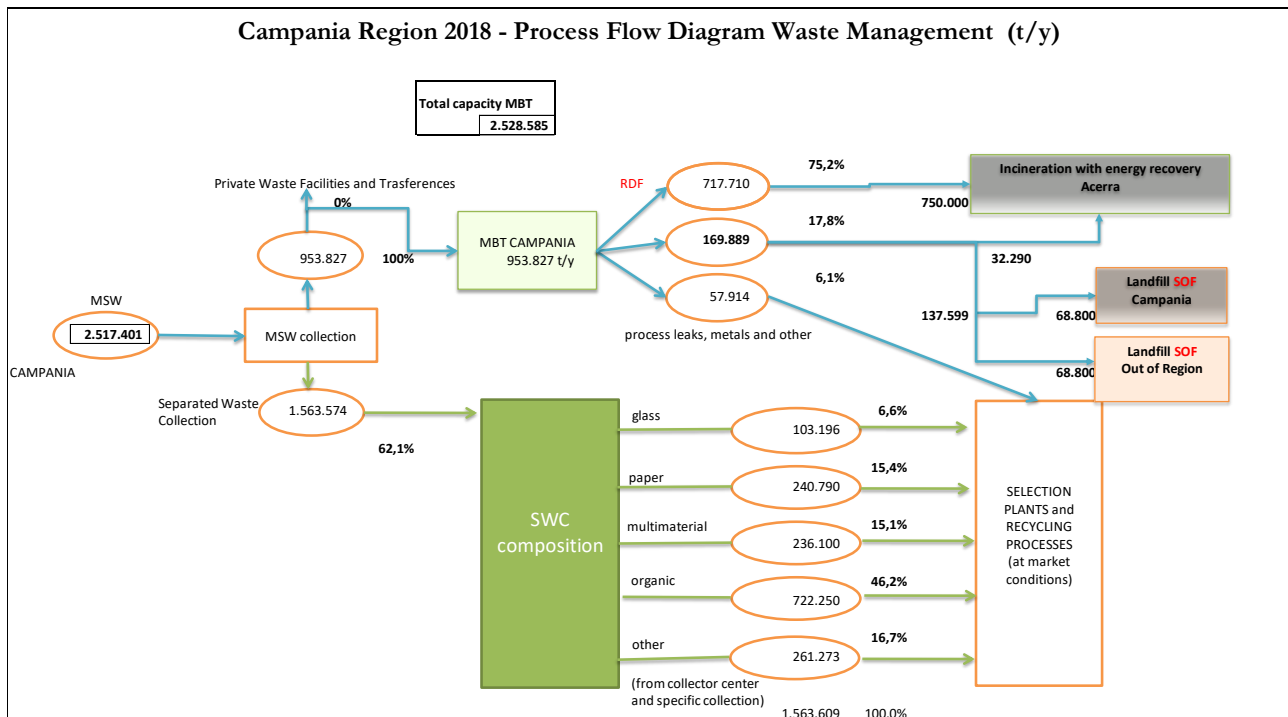 Campania Region 2018 - Process Flow Diagram Waste Management (t/y)
Total capacity MBT
2.528.585
Private Waste Facilities and Trasferences
0%
953.827
100%
MBT CAMPANIA
953.827 t/y
RDF
717.710
75,2%
750.000
Incineration with energy recovery
Acerra
169.889
17,8%
32.290
57.914
6,1%
process leaks, metals and other
137.599
68.800
Landfill SOF
Campania
68.800
Landfill SOF
Out of Region
MSW
2.517.401
CAMPANIA
MSW collection
Separated Waste
Collection
1.563.574
62,1%
SWC
composition
glass
103.196
6,6%
paper
240.790
15,4%
multimaterial
236.100
15,1%
organic
722.250
46,2%
other
261.273
16,7%
(from collector center
and specific collection)
1.563.609
100,0%
SELECTION
PLANTS and
RECYCLING
PROCESSES
(at market
conditions)